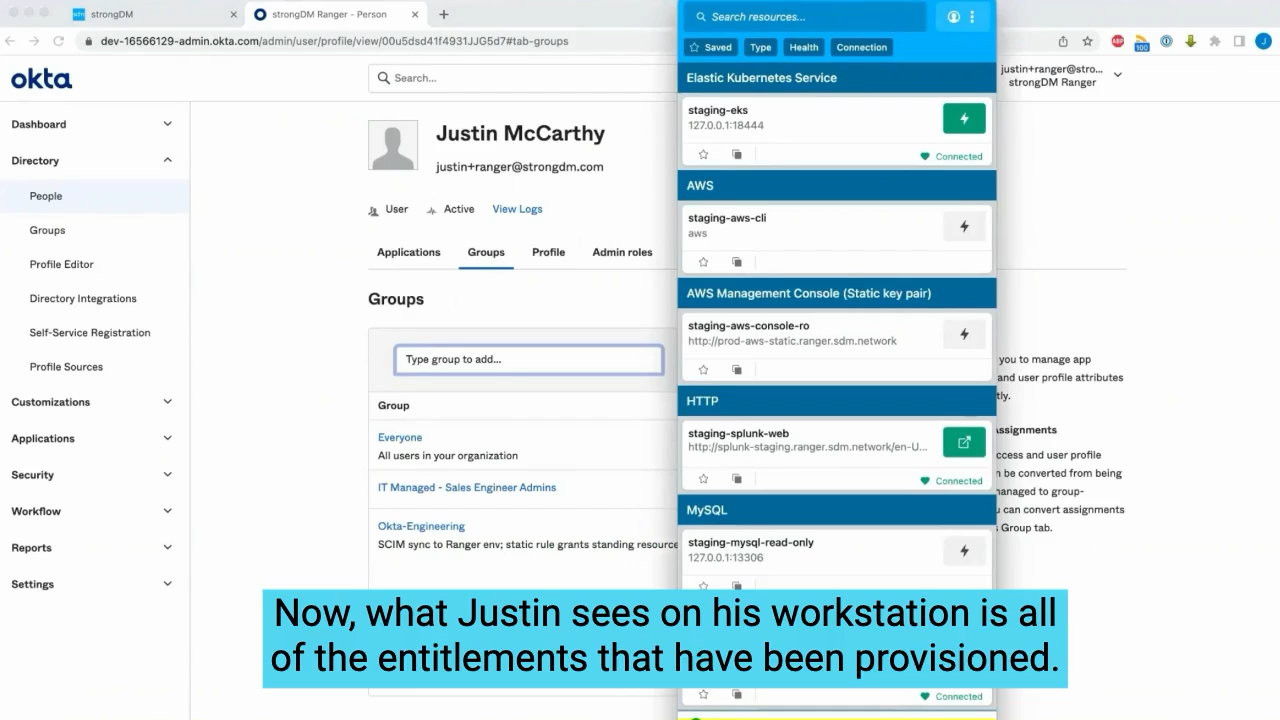 strongDM
strongDM Ranger - Person
dev-16566129-admin.okta.com/admin/user/profile/view/00u5dsd41f4931JJG5d7#tab-groups
okta
Search...
justin+ranger@stro...
strongDM Ranger
Dashboard
Directory
People
Groups
Profile Editor
Directory Integrations
Self-Service Registration
Profile Sources
Customizations
Applications
Security
Workflow
Reports
Settings
Justin McCarthy
justin+ranger@strongdm.com
User
Active
View Logs
Applications
Groups
Profile
Admin roles
Groups
Type group to add...
Group
Everyone
All users in your organization
IT Managed - Sales Engineer Admins
Okta-Engineering
SCIM sync to Ranger env; static rule grants standing resource
Search resources...
Saved
Type
Health
Connection
Elastic Kubernetes Service
staging-eks
127.0.0.1:18444
Connected
AWS
staging-aws-cli
aws
AWS Management Console (Static key pair)
staging-aws-console-ro
http://prod-aws-static.ranger.sdm.network
HTTP
staging-splunk-web
http://splunk-staging.ranger.sdm.network/en-U...
Connected
MySQL
staging-mysql-read-only
127.0.0.1:13306
Connected
you to manage app
and user profile attributes
tly.
Assignments
ccess and user profile
n be converted from being
managed to group-
u can convert assignments
s Group tab.
100
ABP
J
Now, what Justin sees on his workstation is all
of the entitlements that have been provisioned.